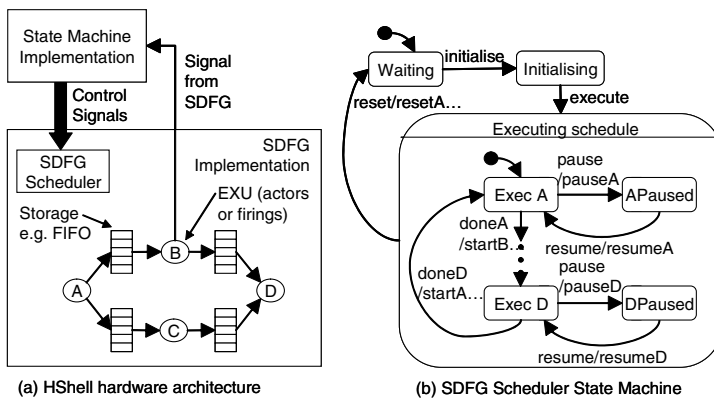 State Machine
Implementation
Control
Signals
Signal
from
SDFG
SDFG
Scheduler
SDFG
Implementation
EXU (actors
or firings)
Storage
e.g. FIFO
A
B
C
D
(a) HShell hardware architecture
Waiting
initialise
Initialising
reset/resetA...
execute
Executing schedule
Exec A
pause
/pauseA
APaused
doneA
/startB...
resume/resumeA
doneD
/startA...
pause
/pauseD
Exec D
DPaused
resume/resumeD
(b) SDFG Scheduler State Machine